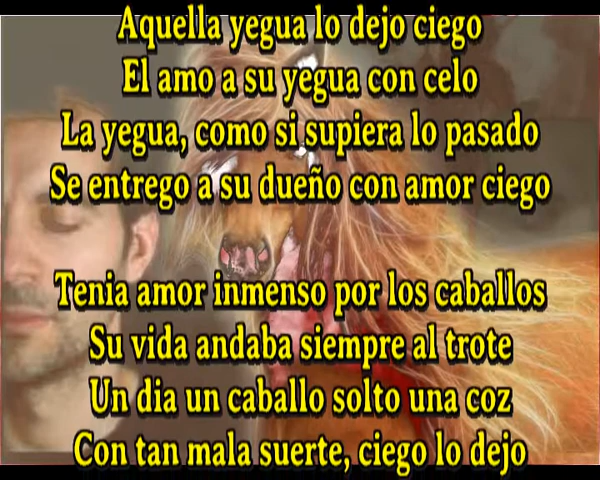 Aquella yegua lo dejo ciego
El amo a su yegua con celo
La yegua, como si supiera lo pasado
Se entrego a su dueño con amor ciego
Tenia amor inmenso por los caballos
Su vida andaba siempre al trote
Un dia un caballo solto una coz
Con tan mala suerte, ciego lo dejo